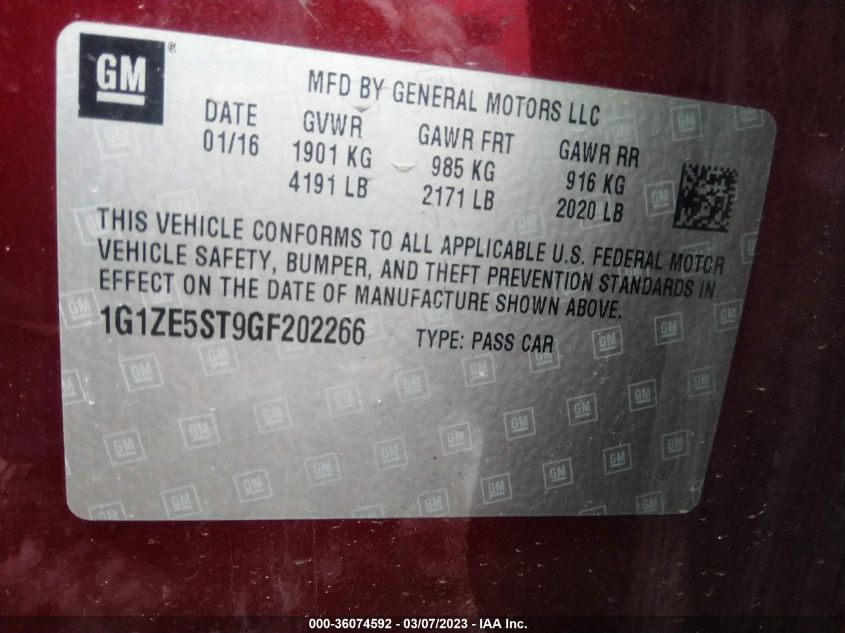 GM
MFD BY GENERAL MOTORS LLC
DATE GVWR GAWR FRT GAWR RR
01/16 1901 KG 985 KG 916 KG
4191 LB 2171 LB 2020 LB
THIS VEHICLE CONFORMS TO ALL APPLICABLE U.S. FEDERAL MOTOR
VEHICLE SAFETY, BUMPER, AND THEFT PREVENTION STANDARDS IN
EFFECT ON THE DATE OF MANUFACTURE SHOWN ABOVE.
1G1ZE5ST9GF202266 TYPE: PASS CAR
000-36074592 — 03/07/2023 — IAA Inc.